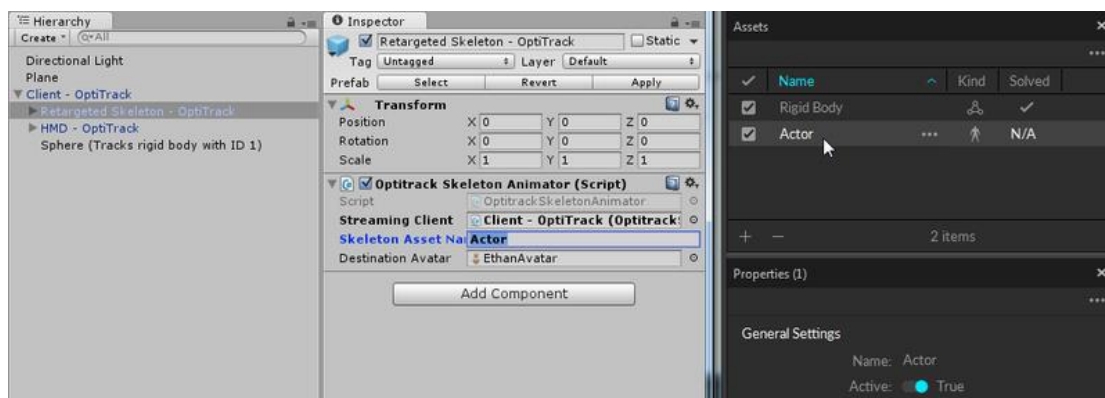 Hierarchy
Create
All
Directional Light
Plane
Client - OptiTrack
Retargeted Skeleton - OptiTrack
HMD - OptiTrack
Sphere (Tracks rigid body with ID 1)
Inspector
Retargeted Skeleton - OptiTrack
Static
Tag Untagged Layer Default
Prefab Select Revert Apply
Transform
Position X 0 Y 0 Z 0
Rotation X 0 Y 0 Z 0
Scale X 1 Y 1 Z 1
Optitrack Skeleton Animator (Script)
Script OptitrackSkeletonAnimator
Streaming Client Client - OptiTrack (Optitrack
Skeleton Asset Na Actor
Destination Avatar EthanAvatar
Add Component
Assets
Name Kind Solved
Rigid Body
Actor N/A
2 items
Properties (1)
General Settings
Name: Actor
Active: True